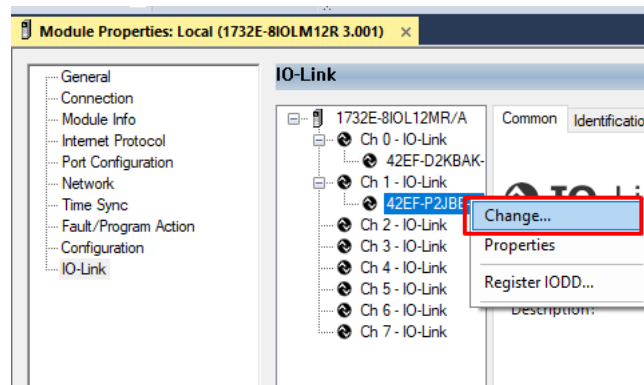 Module Properties: Local (1732E-8IOLM12R 3.001) ×
General
Connection
Module Info
Internet Protocol
Port Configuration
Network
Time Sync
Fault/Program Action
Configuration
IO-Link
IO-Link
1732E-8IOL12MR/A
Ch 0 - IO-Link
42EF-D2KBAK-
Ch 1 - IO-Link
42EF-P2JBE
Ch 2 - IO-Link
Ch 3 - IO-Link
Ch 4 - IO-Link
Ch 5 - IO-Link
Ch 6 - IO-Link
Ch 7 - IO-Link
Common Identificatio
Change...
Properties
Register IODD...
Description: